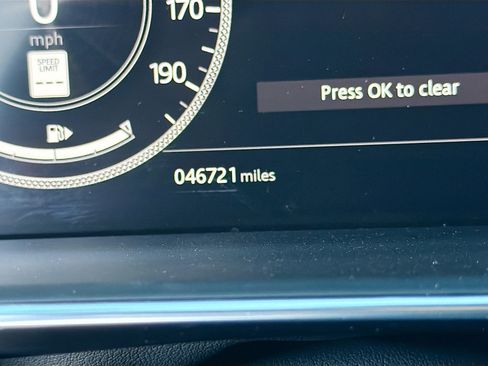 0
170
mph
SPEED
LIMIT
---
190
Press OK to clear
046721 miles